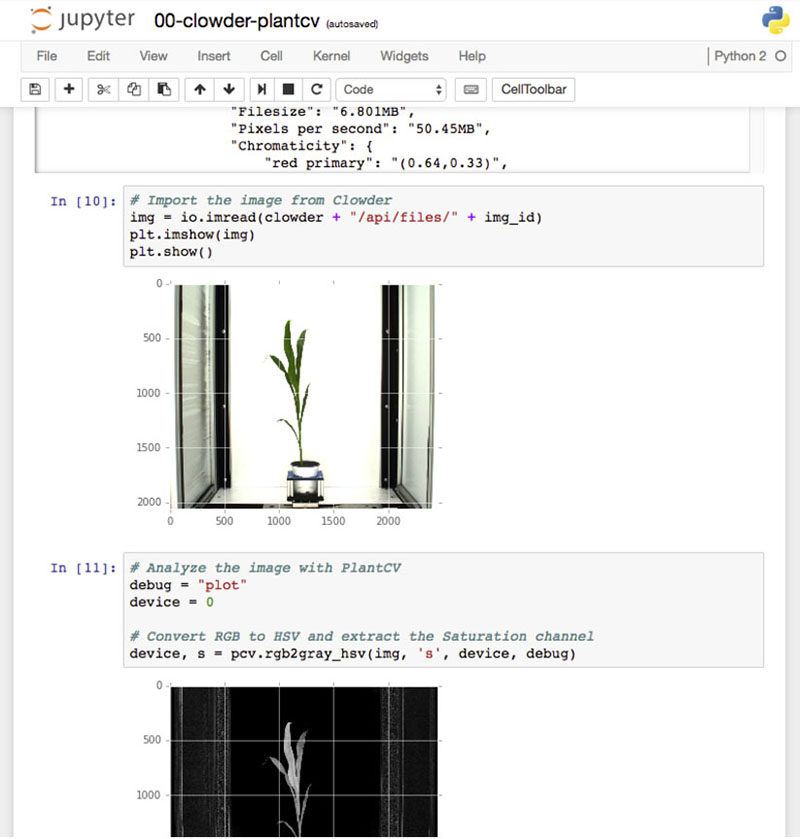 jupyter 00-clowder-plantcv (autosaved)
File Edit View Insert Cell Kernel Widgets Help Python 2
Code CellToolbar
"Filesize": "6.801MB",
"Pixels per second": "50.45MB",
"Chromaticity": {
"red primary": "(0.64,0.33)",
In [10]: # Import the image from Clowder
img = io.imread(clowder + "/api/files/" + img_id)
plt.imshow(img)
plt.show()
0
500
1000
1500
2000
0 500 1000 1500 2000
In [11]: # Analyze the image with PlantCV
debug = "plot"
device = 0
# Convert RGB to HSV and extract the Saturation channel
device, s = pcv.rgb2gray_hsv(img, 's', device, debug)
0
500
1000